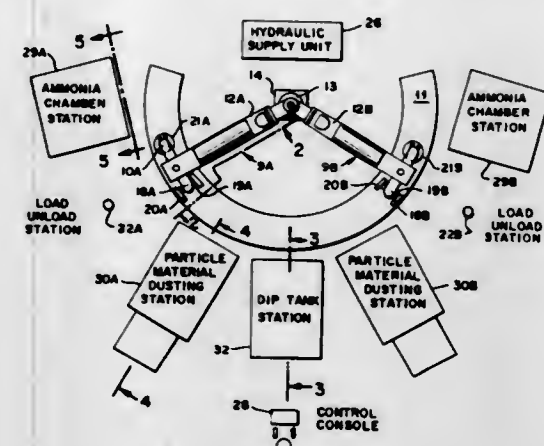 HYDRAULIC
SUPPLY UNIT
26
29A
5
5
AMMONIA
CHAMBER
STATION
14
13
12A
12B
11
AMMONIA
CHAMBER
STATION
29B
21A
10A
2
9A
9B
21B
18A
19A
20A
20B
19B
18B
LOAD
UNLOAD
STATION
22A
22B
LOAD
UNLOAD
STATION
4
3
PARTICLE
MATERIAL
DUSTING
STATION
30A
DIP TANK
STATION
32
PARTICLE
MATERIAL
DUSTING
STATION
30B
4
3
28
CONTROL
CONSOLE